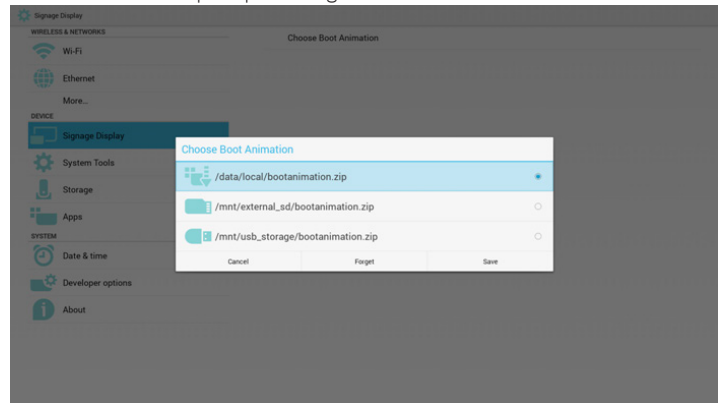 Signage Display
WIRELESS & NETWORKS
Choose Boot Animation
Wi-Fi
Ethernet
More...
DEVICE
Signage Display
System Tools
Storage
Apps
SYSTEM
Date & time
Developer options
About
Choose Boot Animation
/data/local/bootanimation.zip
/mnt/external_sd/bootanimation.zip
/mnt/usb_storage/bootanimation.zip
Cancel Forget Save